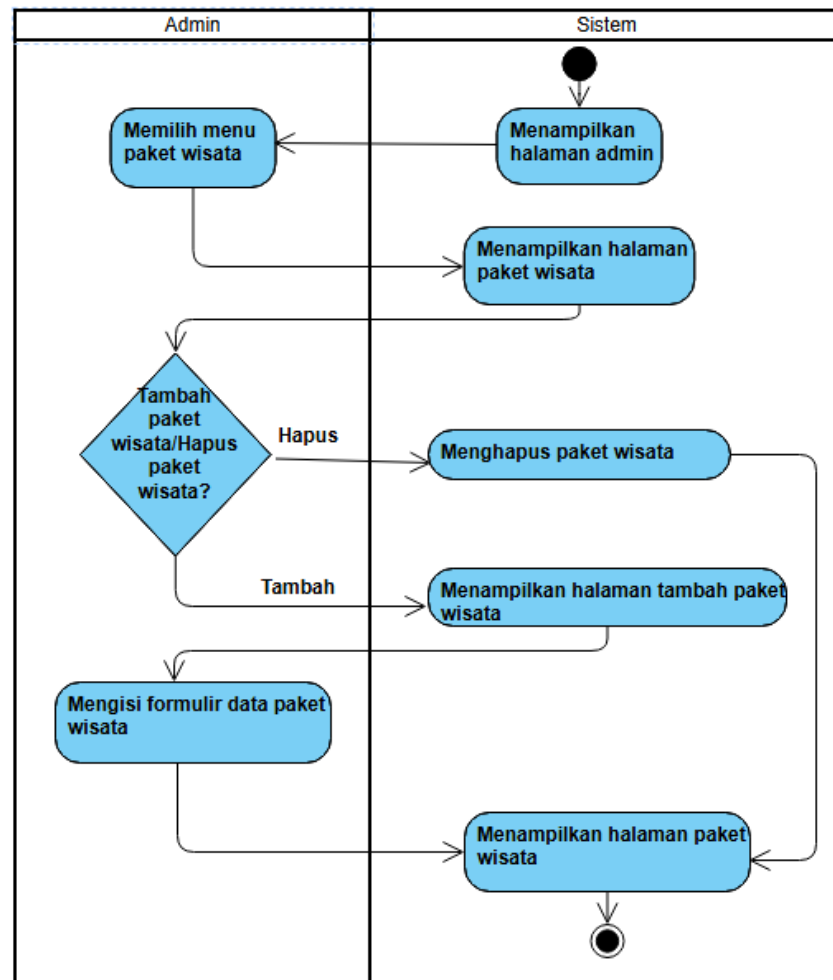 Admin
Sistem
Menampilkan
halaman admin
Memilih menu
paket wisata
Menampilkan halaman
paket wisata
Tambah
paket
wisata/Hapus
paket
wisata?
Hapus
Menghapus paket wisata
Tambah
Menampilkan halaman tambah paket
wisata
Mengisi formulir data paket
wisata
Menampilkan halaman paket
wisata